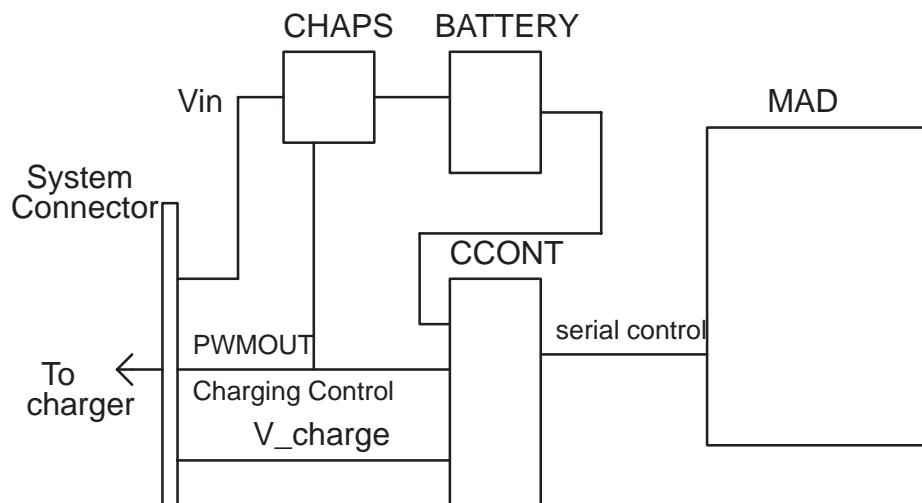 CHAPS
BATTERY
Vin
MAD
System
Connector
CCONT
PWMOUT
serial control
To
charger
Charging Control
V_charge